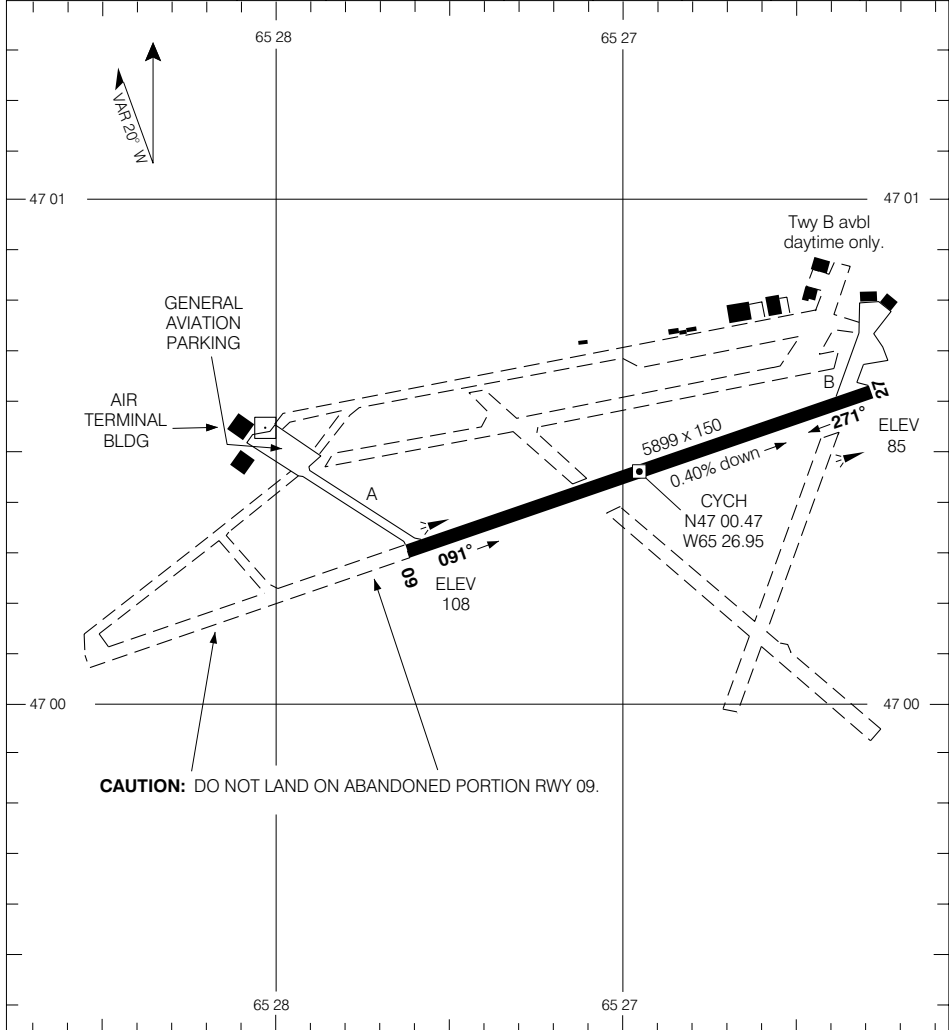 65 28
65 27
VAR 20° W
47 01
47 01
Twy B avbl
daytime only.
GENERAL
AVIATION
PARKING
AIR
TERMINAL
BLDG
B
27
271°
ELEV
85
5899 x 150
0.40% down
CYCH
N47 00.47
W65 26.95
A
091°
09
ELEV
108
47 00
47 00
CAUTION: DO NOT LAND ON ABANDONED PORTION RWY 09.
65 28
65 27